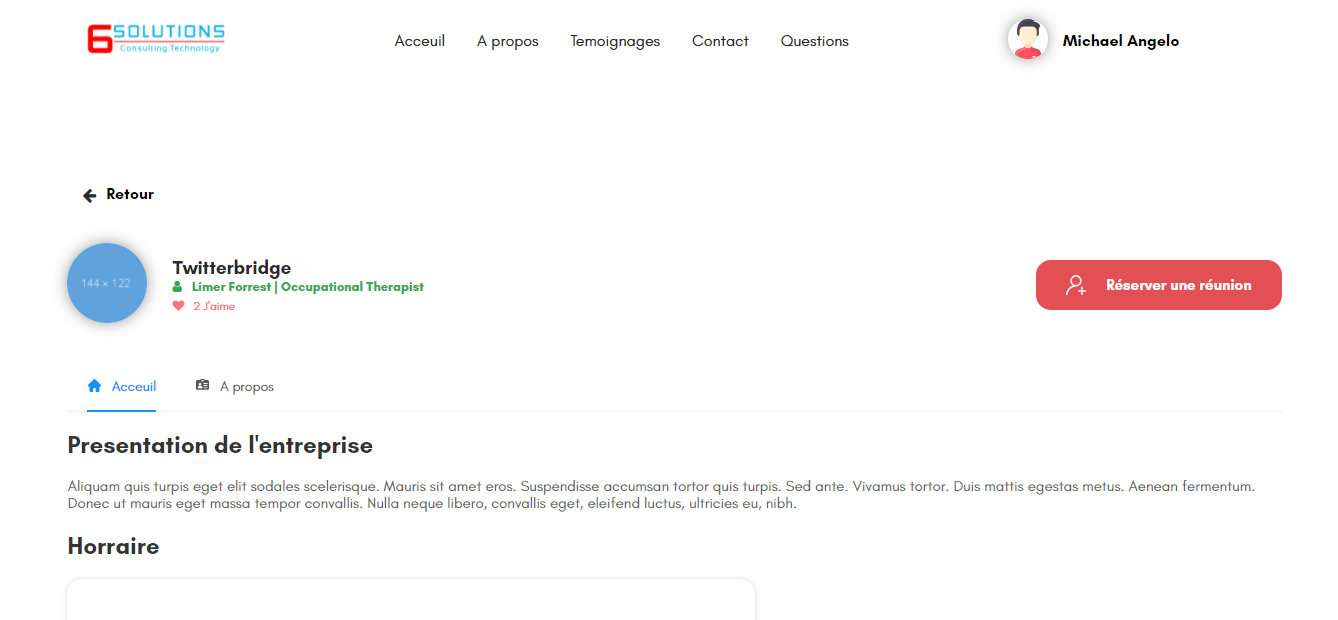 6SOLUTIONS
Consulting Technology
Acceuil A propos Temoignages Contact Questions
Michael Angelo
Retour
144 × 122
Twitterbridge
Limer Forrest | Occupational Therapist
2 J'aime
Réserver une réunion
Acceuil A propos
Presentation de l'entreprise
Aliquam quis turpis eget elit sodales scelerisque. Mauris sit amet eros. Suspendisse accumsan tortor quis turpis. Sed ante. Vivamus tortor. Duis mattis egestas metus. Aenean fermentum.
Donec ut mauris eget massa tempor convallis. Nulla neque libero, convallis eget, eleifend luctus, ultricies eu, nibh.
Horraire